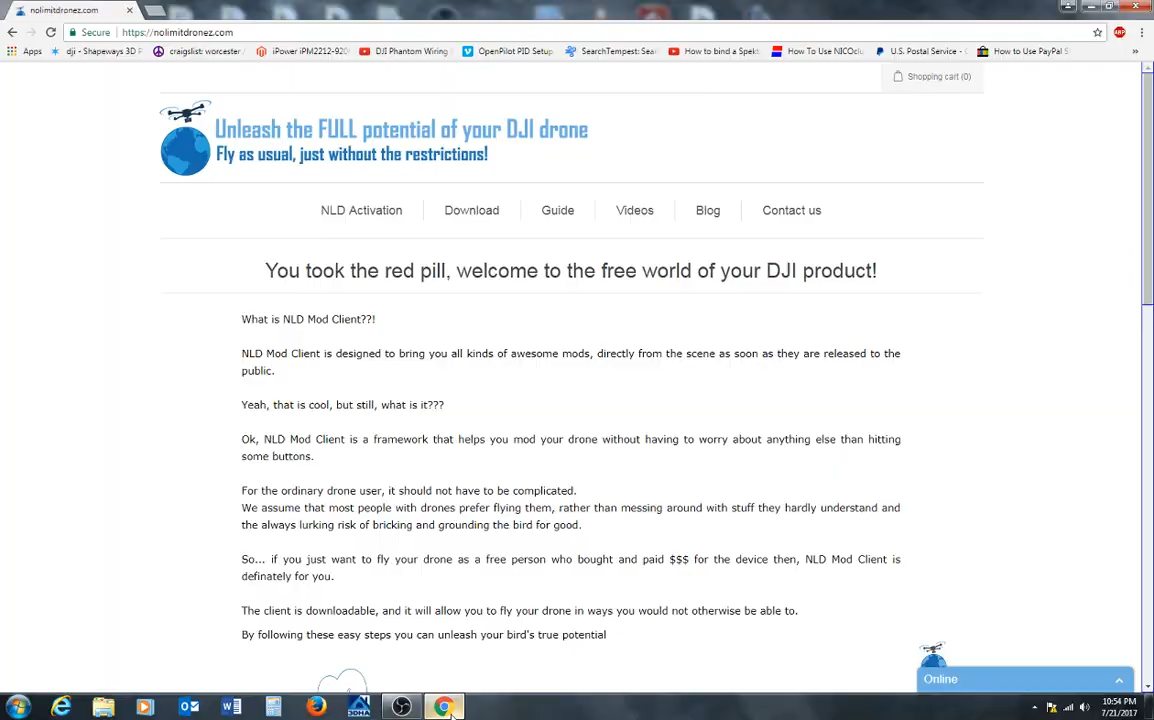 nolimitdronez.com
Secure https://nolimitdronez.com
Apps dji - Shapeways 3D craigslist: worcester iPower iPM2212-920 DJI Phantom Wiring OpenPilot PID Setup SearchTempest: Sea How to bind a Spekt How To Use NICOclu U.S. Postal Service - How to Use PayPal S »
Shopping cart (0)
Unleash the FULL potential of your DJI drone
Fly as usual, just without the restrictions!
NLD Activation Download Guide Videos Blog Contact us
You took the red pill, welcome to the free world of your DJI product!
What is NLD Mod Client??!
NLD Mod Client is designed to bring you all kinds of awesome mods, directly from the scene as soon as they are released to the
public.
Yeah, that is cool, but still, what is it???
Ok, NLD Mod Client is a framework that helps you mod your drone without having to worry about anything else than hitting
some buttons.
For the ordinary drone user, it should not have to be complicated.
We assume that most people with drones prefer flying them, rather than messing around with stuff they hardly understand and
the always lurking risk of bricking and grounding the bird for good.
So... if you just want to fly your drone as a free person who bought and paid $$$ for the device then, NLD Mod Client is
definately for you.
The client is downloadable, and it will allow you to fly your drone in ways you would not otherwise be able to.
By following these easy steps you can unleash your bird's true potential
Online
3DHA
10:54 PM
7/21/2017